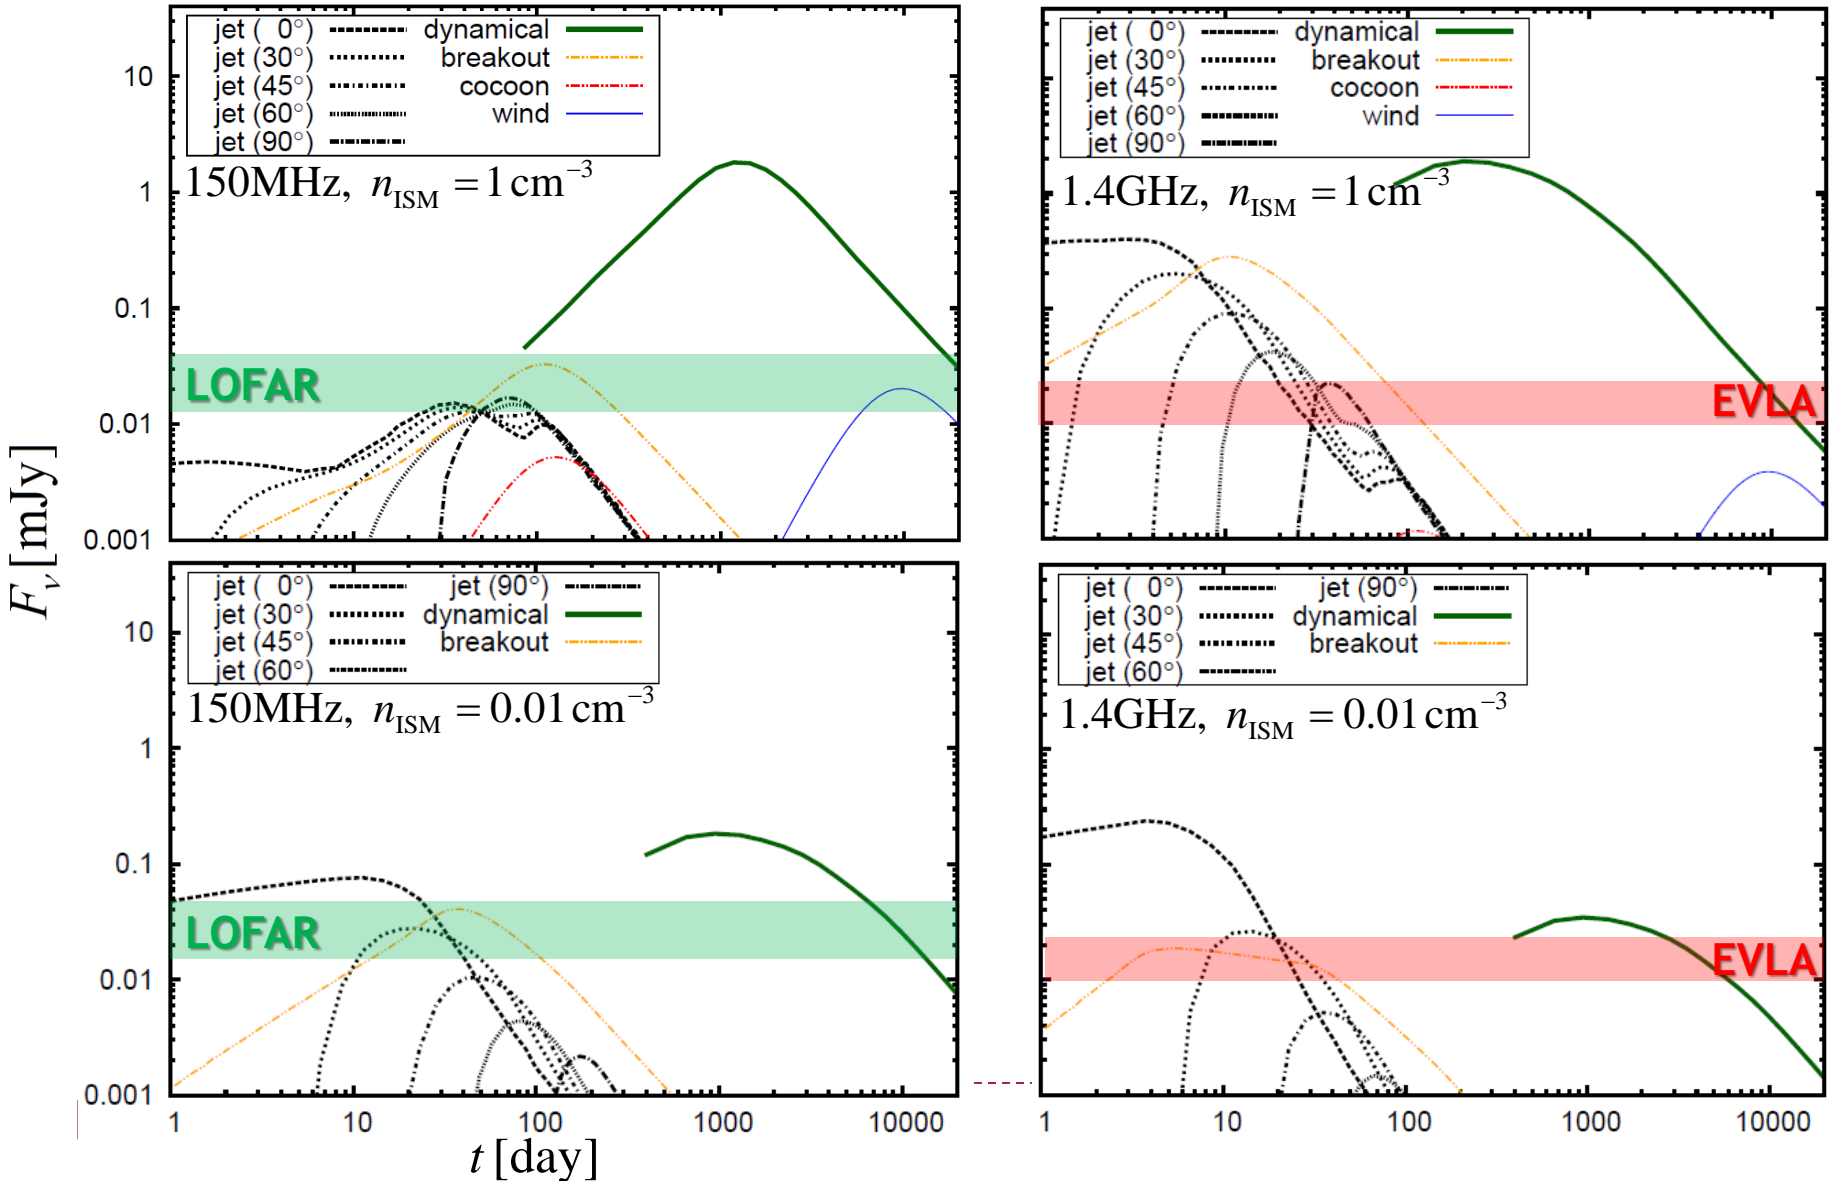 jet ( 0°) dynamical
jet (30°) breakout
jet (45°) cocoon
jet (60°) wind
jet (90°)
150MHz, n_ISM = 1 cm⁻³
10
1
0.1
0.01
0.001
LOFAR
jet ( 0°) dynamical
jet (30°) breakout
jet (45°) cocoon
jet (60°) wind
jet (90°)
1.4GHz, n_ISM = 1 cm⁻³
EVLA
F_ν [mJy]
jet ( 0°) jet (90°)
jet (30°) dynamical
jet (45°) breakout
jet (60°)
150MHz, n_ISM = 0.01 cm⁻³
10
1
0.1
0.01
0.001
LOFAR
1 10 100 1000 10000
jet ( 0°) jet (90°)
jet (30°) dynamical
jet (45°) breakout
jet (60°)
1.4GHz, n_ISM = 0.01 cm⁻³
EVLA
1 10 100 1000 10000
t [day]